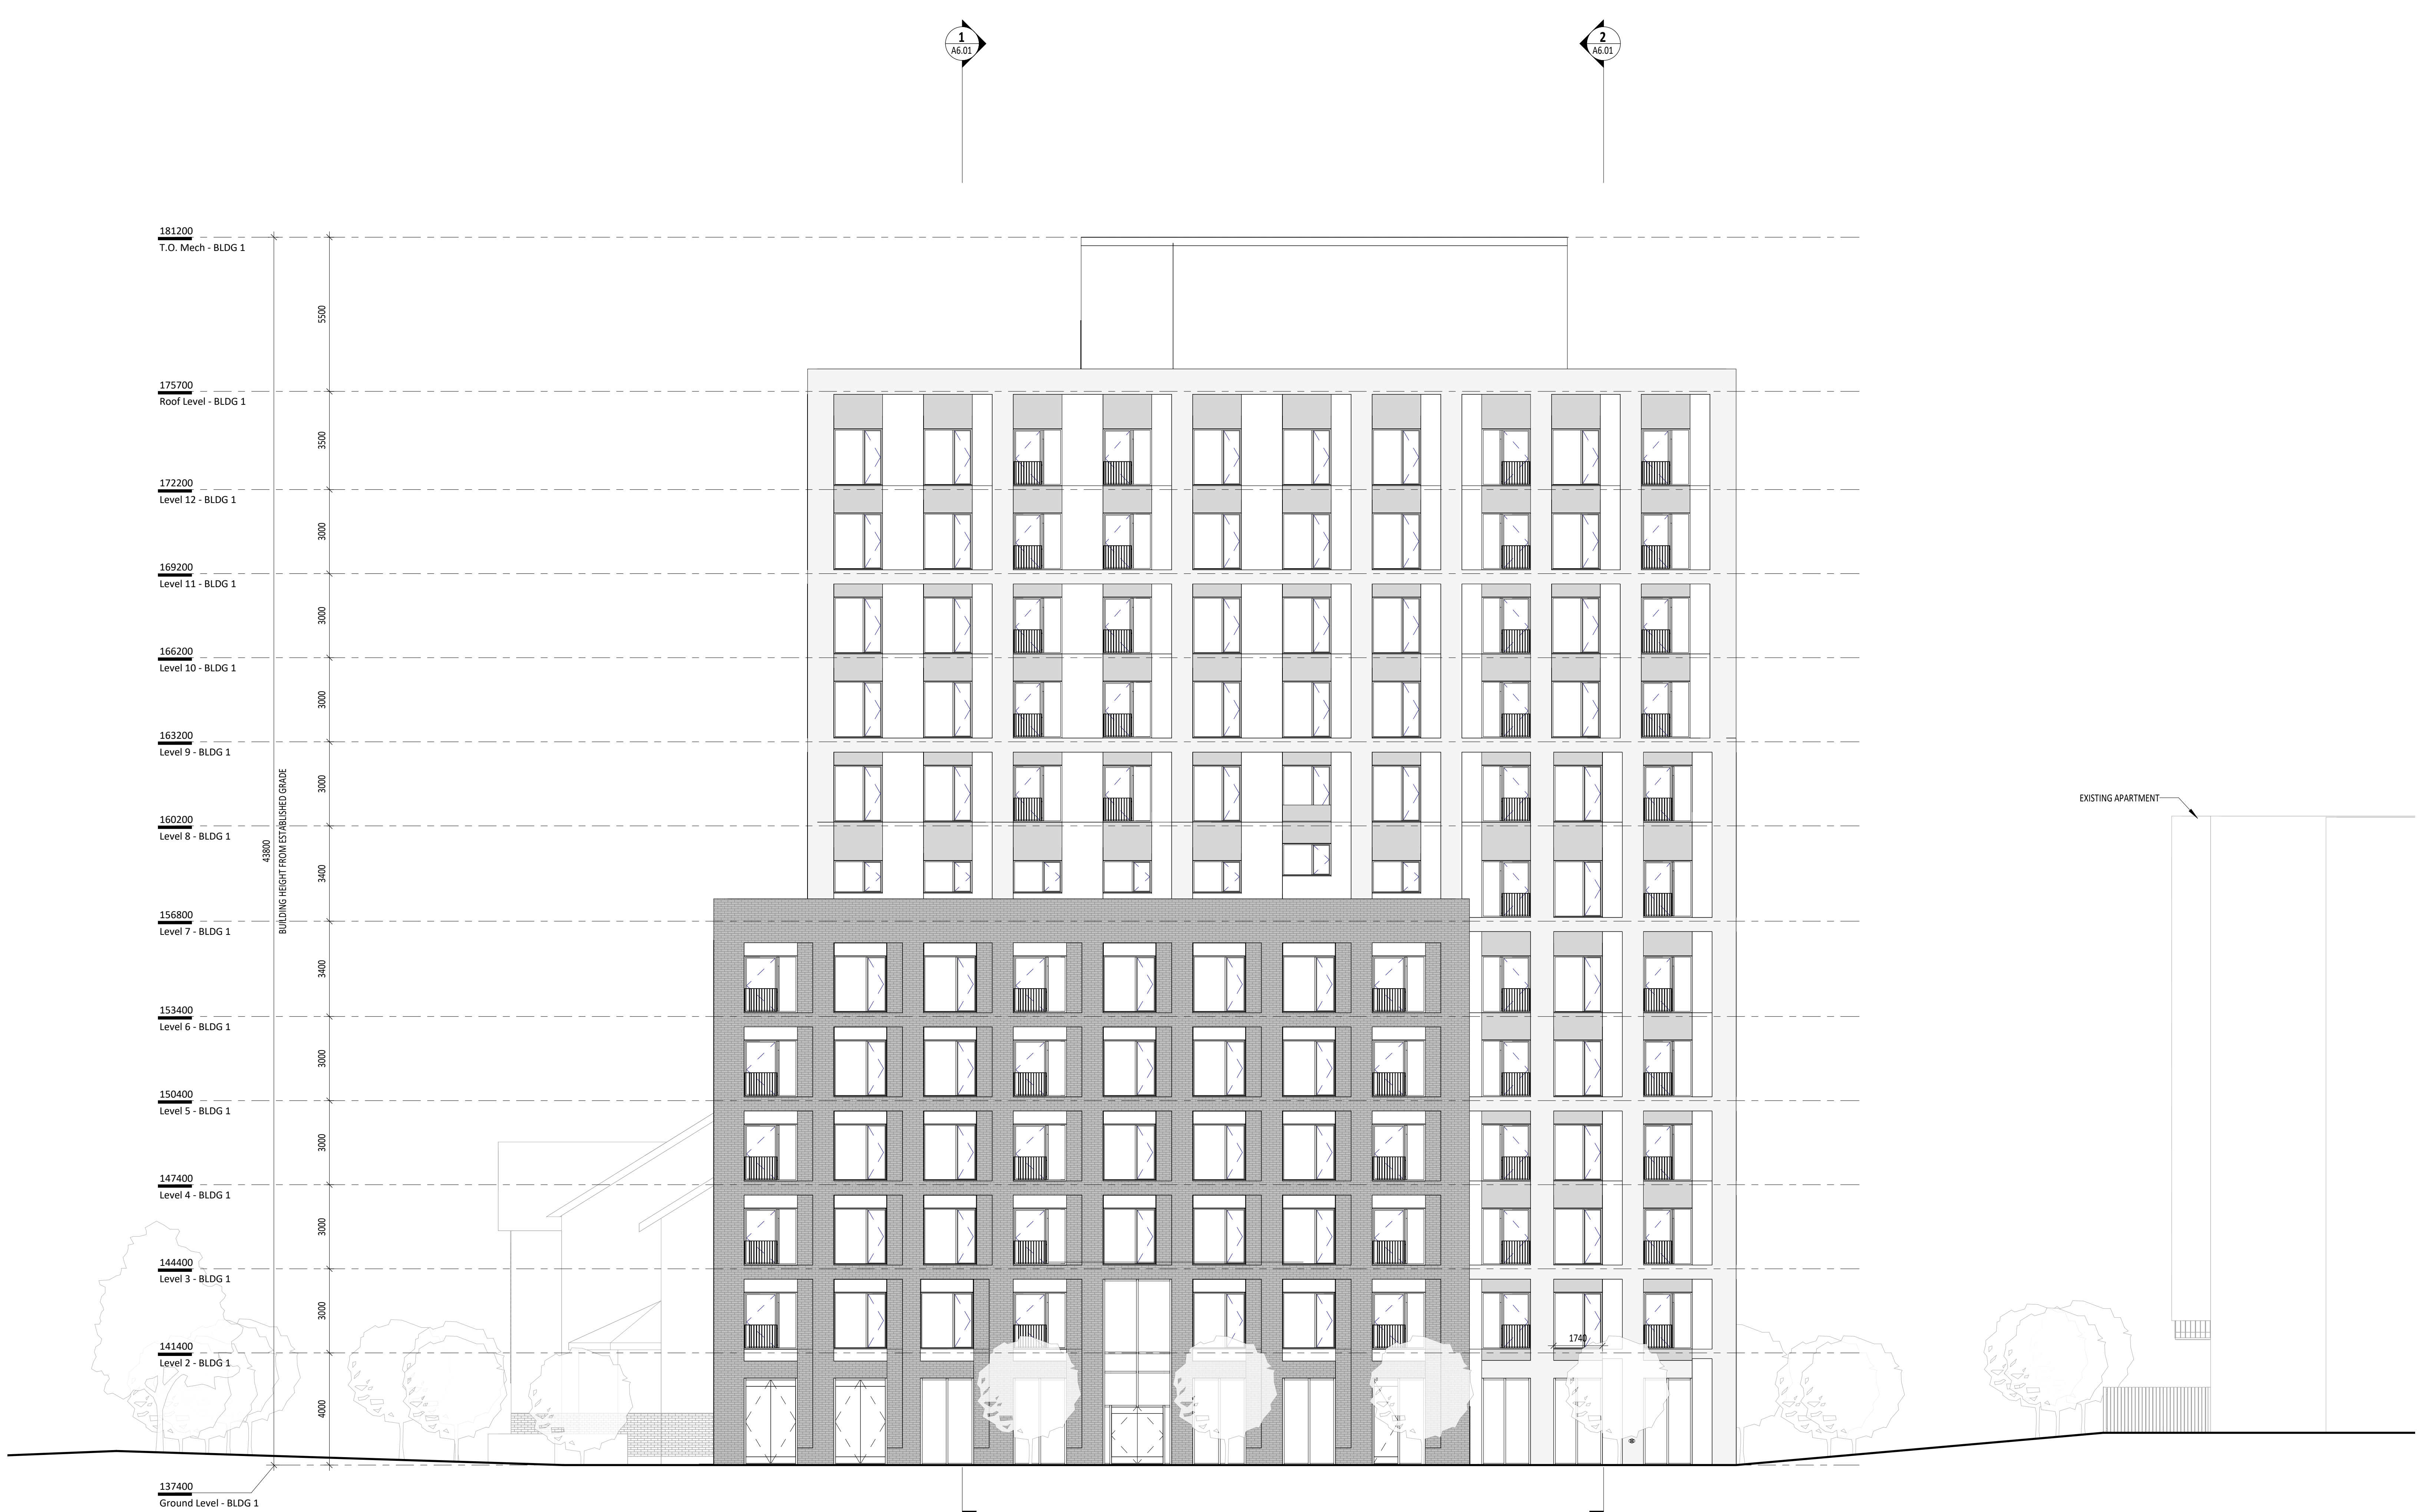 1
A6.01
2
A6.01
181200
T.O. Mech - BLDG 1
5500
175700
Roof Level - BLDG 1
3500
172200
Level 12 - BLDG 1
3000
169200
Level 11 - BLDG 1
3000
166200
Level 10 - BLDG 1
3000
163200
Level 9 - BLDG 1
3000
EXISTING APARTMENT
160200
Level 8 - BLDG 1
43800
BUILDING HEIGHT FROM ESTABLISHED GRADE
3400
156800
Level 7 - BLDG 1
3400
153400
Level 6 - BLDG 1
3000
150400
Level 5 - BLDG 1
3000
147400
Level 4 - BLDG 1
3000
144400
Level 3 - BLDG 1
3000
1740
141400
Level 2 - BLDG 1
4000
137400
Ground Level - BLDG 1